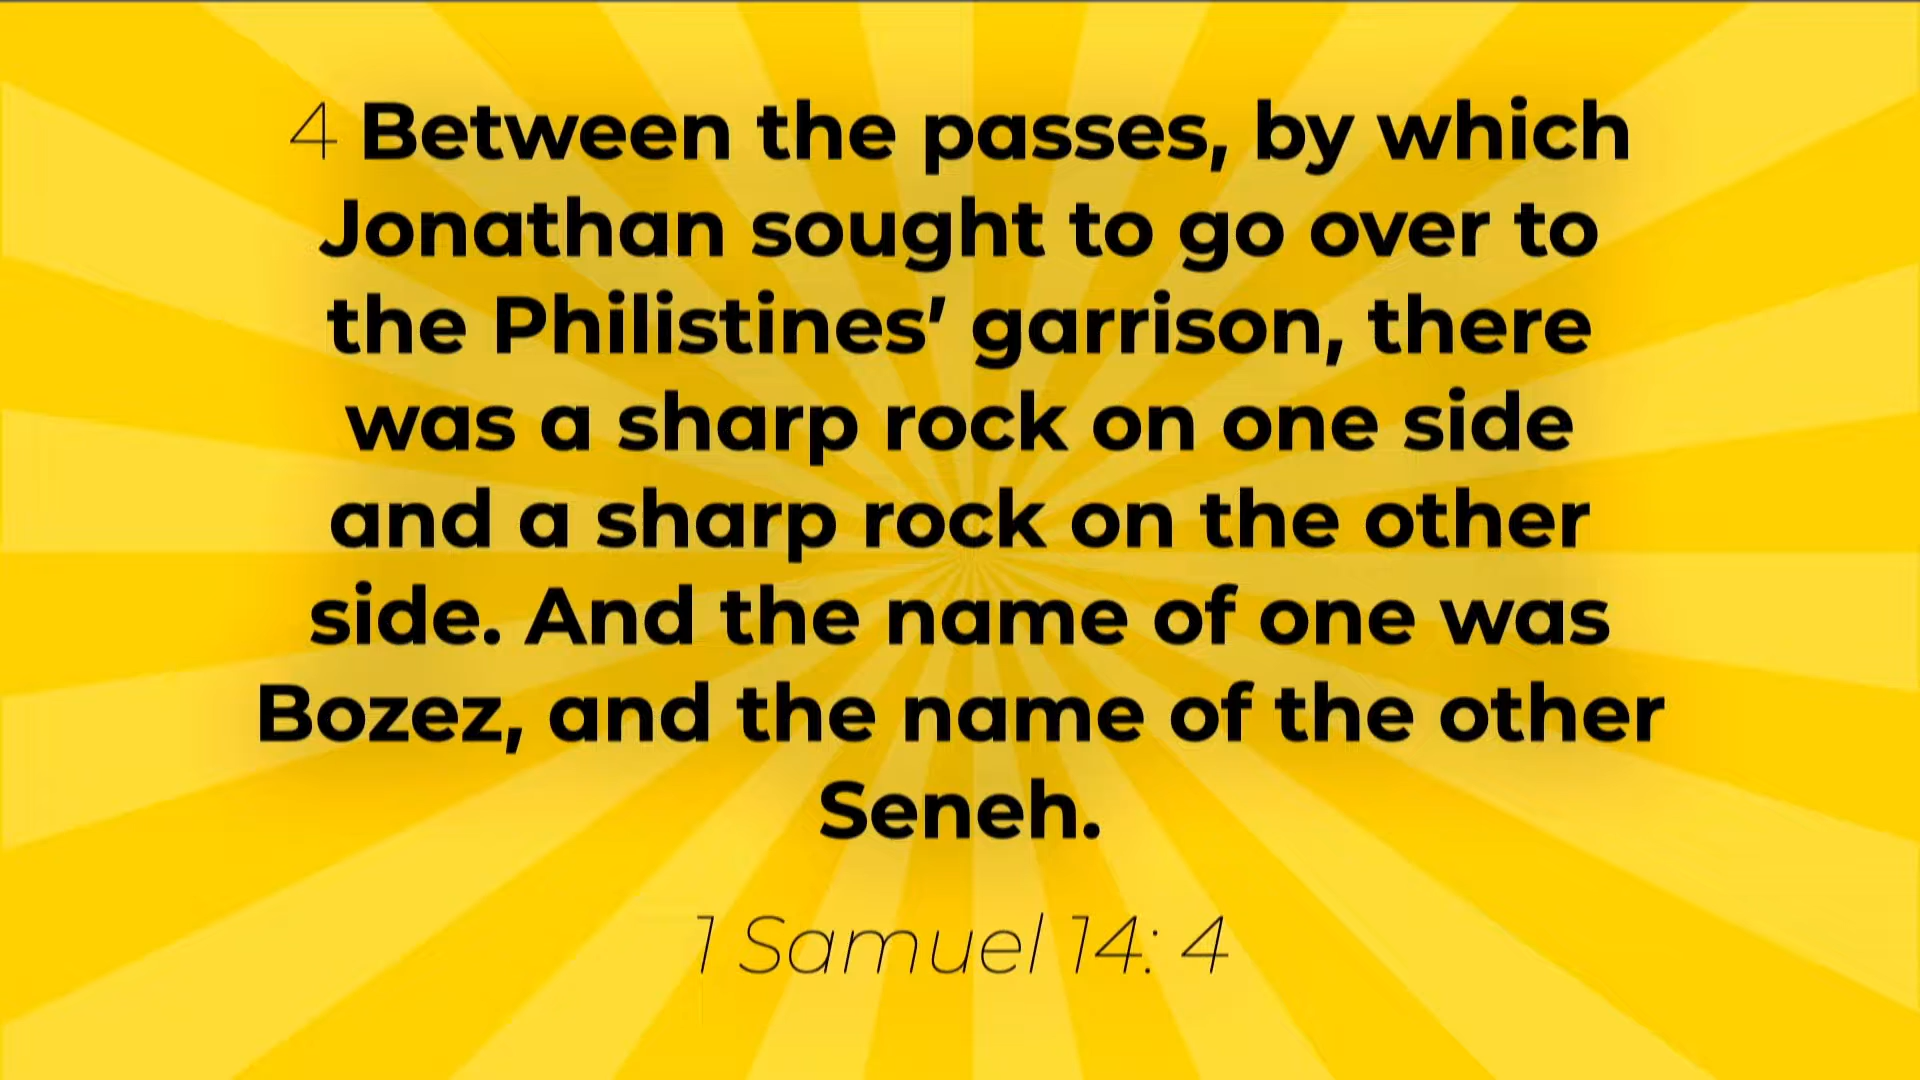 4 Between the passes, by which
Jonathan sought to go over to
the Philistines’ garrison, there
was a sharp rock on one side
and a sharp rock on the other
side. And the name of one was
Bozez, and the name of the other
Seneh.
1 Samuel 14: 4